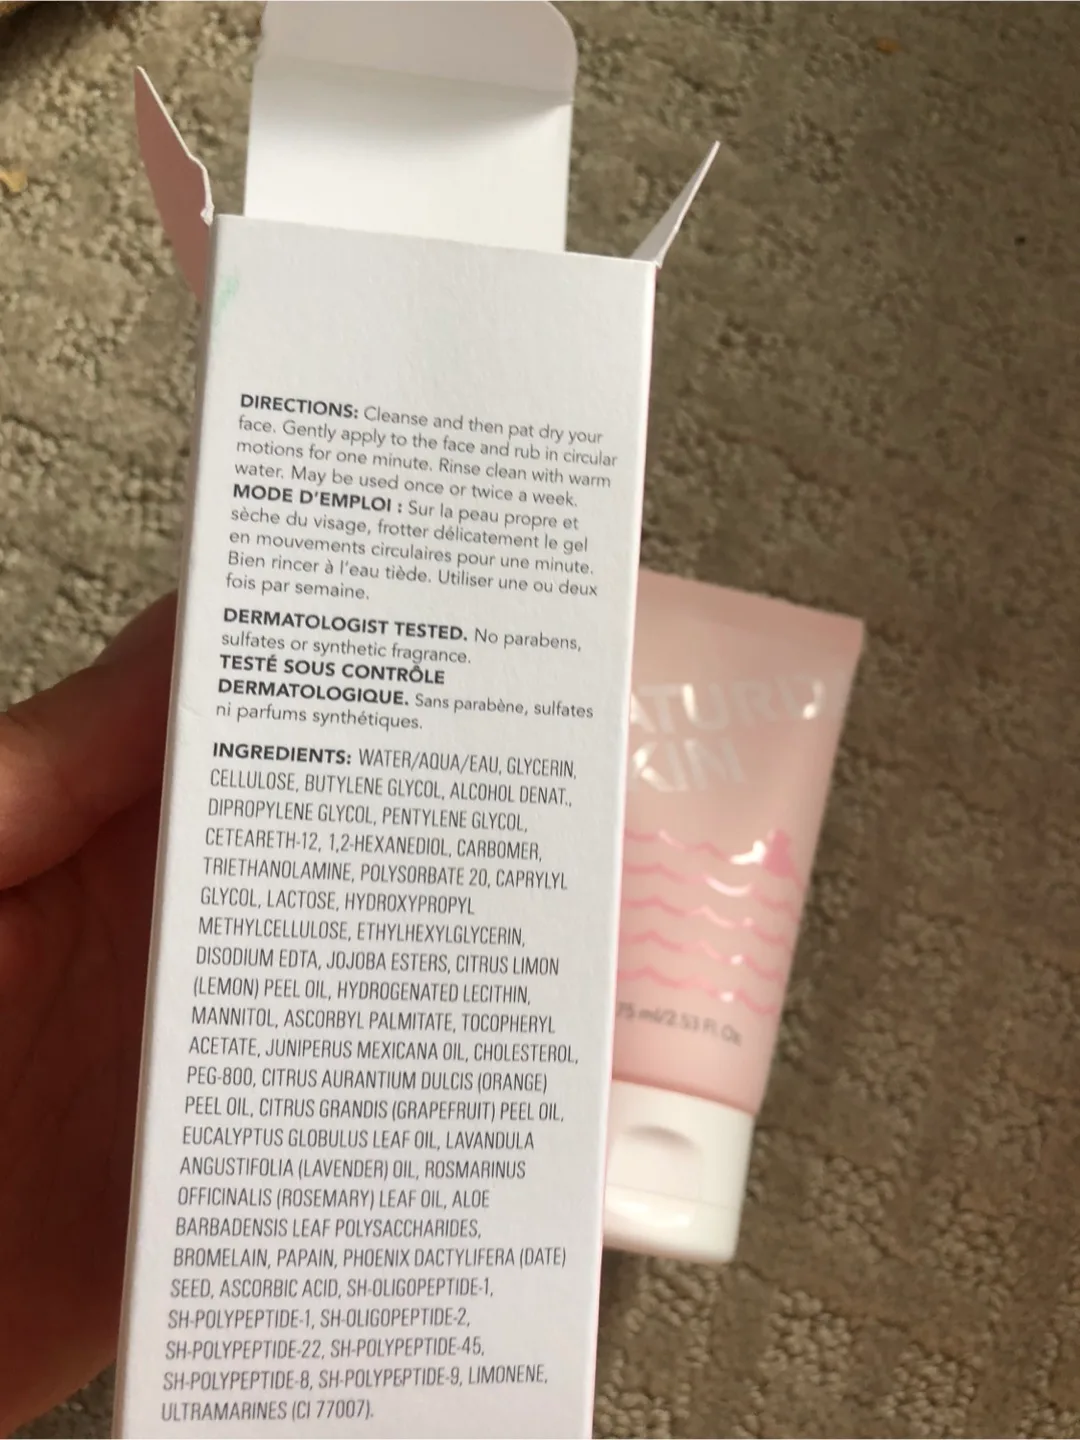 DIRECTIONS: Cleanse and then pat dry your
face. Gently apply to the face and rub in circular
motions for one minute. Rinse clean with warm
water. May be used once or twice a week.
MODE D'EMPLOI : Sur la peau propre et
sèche du visage, frotter délicatement le gel
en mouvements circulaires pour une minute.
Bien rincer à l'eau tiède. Utiliser une ou deux
fois par semaine.
DERMATOLOGIST TESTED. No parabens,
sulfates or synthetic fragrance.
TESTÉ SOUS CONTRÔLE
DERMATOLOGIQUE. Sans parabène, sulfates
ni parfums synthétiques.
INGREDIENTS: WATER/AQUA/EAU, GLYCERIN,
CELLULOSE, BUTYLENE GLYCOL, ALCOHOL DENAT.,
DIPROPYLENE GLYCOL, PENTYLENE GLYCOL,
CETEARETH-12, 1,2-HEXANEDIOL, CARBOMER,
TRIETHANOLAMINE, POLYSORBATE 20, CAPRYLYL
GLYCOL, LACTOSE, HYDROXYPROPYL
METHYLCELLULOSE, ETHYLHEXYLGLYCERIN,
DISODIUM EDTA, JOJOBA ESTERS, CITRUS LIMON
(LEMON) PEEL OIL, HYDROGENATED LECITHIN,
MANNITOL, ASCORBYL PALMITATE, TOCOPHERYL
ACETATE, JUNIPERUS MEXICANA OIL, CHOLESTEROL,
PEG-800, CITRUS AURANTIUM DULCIS (ORANGE)
PEEL OIL, CITRUS GRANDIS (GRAPEFRUIT) PEEL OIL,
EUCALYPTUS GLOBULUS LEAF OIL, LAVANDULA
ANGUSTIFOLIA (LAVENDER) OIL, ROSMARINUS
OFFICINALIS (ROSEMARY) LEAF OIL, ALOE
BARBADENSIS LEAF POLYSACCHARIDES,
BROMELAIN, PAPAIN, PHOENIX DACTYLIFERA (DATE)
SEED, ASCORBIC ACID, SH-OLIGOPEPTIDE-1,
SH-POLYPEPTIDE-1, SH-OLIGOPEPTIDE-2,
SH-POLYPEPTIDE-22, SH-POLYPEPTIDE-45,
SH-POLYPEPTIDE-8, SH-POLYPEPTIDE-9, LIMONENE,
ULTRAMARINES (CI 77007).
75 ml/2.53 Fl. Oz.